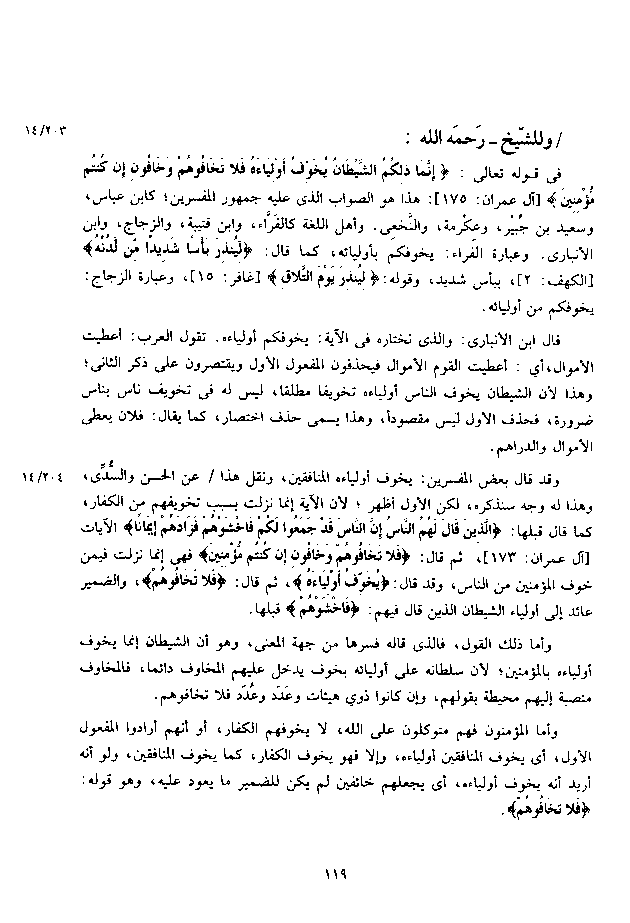 ١٤/٢٠٣
/ وللشيخ ـ رَحمَه الله :
فى قوله تعالى : ﴿ إِنَّمَا ذَلِكُمُ الشَّيْطَانُ يُخَوِّفُ أَوْلِيَاءَهُ فَلا تَخَافُوهُمْ وَخَافُونِ إِن كُنتُم
مُّؤْمِنِينَ ﴾ [آل عمران: ١٧٥]: هذا هو الصواب الذى عليه جمهور المفسرين؛ كابن عباس،
وسعيد بن جُبَيْر، وعكْرمة، والنَّخعى. وأهل اللغة كالفَرَّاء، وابن قتيبة، والزجاج، وابن
الأنبارى. وعبارة الفراء: يخوفكم بأوليائه، كما قال: ﴿لِيُنذِرَ بَأْسًا شَدِيدًا مِّن لَّدُنْهُ﴾
[الكهف: ٢]، ببأس شديد، وقوله: ﴿ لِيُنذِرَ يَوْمَ التَّلاقِ ﴾ [غافر: ١٥]، وعبارة الزجاج:
يخوفكم من أوليائه.
قال ابن الأنبارى: والذى نختاره فى الآية: يخوفكم أولياءه. تقول العرب: أعطيت
الأموال،أى : أعطيت القوم الأموال فيحذفون المفعول الأول ويقتصرون على ذكر الثانى؛
وهذا لأن الشيطان يخوف الناس أولياءه تخويفا مطلقا، ليس له فى تخويف ناس بناس
ضرورة، فحذف الأول ليس مقصوداً، وهذا يسمى حذف اختصار، كما يقال: فلان يعطى
الأموال والدراهم.
١٤/٢٠٤
وقد قال بعض المفسرين: يخوف أولياءه المنافقين، ونقل هذا / عن الحسن والسُّدِّى،
وهذا له وجه سنذكره، لكن الأول أظهر ؛ لأن الآية إنما نزلت بسبب تخويفهم من الكفار،
كما قال قبلها: ﴿الَّذِينَ قَالَ لَهُمُ النَّاسُ إِنَّ النَّاسَ قَدْ جَمَعُوا لَكُمْ فَاخْشَوْهُمْ فَزَادَهُمْ إِيمَانًا﴾ الآيات
[آل عمران: ١٧٣]، ثم قال: ﴿فَلا تَخَافُوهُمْ وَخَافُونِ إِن كُنتُم مُّؤْمِنِينَ﴾ فهى إنما نزلت فيمن
خوف المؤمنين من الناس، وقد قال: ﴿يُخَوِّفُ أَوْلِيَاءَهُ ﴾، ثم قال: ﴿فَلا تَخَافُوهُمْ﴾، والضمير
عائد إلى أولياء الشيطان الذين قال فيهم: ﴿فَاخْشَوْهُمْ ﴾ قبلها.
وأما ذلك القول، فالذى قاله فسرها من جهة المعنى، وهو أن الشيطان إنما يخوف
أولياءه بالمؤمنين؛ لأن سلطانه على أوليائه بخوف يدخل عليهم المخاوف دائما، فالمخاوف
منصبة إليهم محيطة بقولهم، وإن كانوا ذوي هيئات وعَدَد وعُدَد فلا تخافوهم.
وأما المؤمنون فهم متوكلون على الله، لا يخوفهم الكفار، أو أنهم أرادوا المفعول
الأول، أى يخوف المنافقين أولياءه، وإلا فهو يخوف الكفار، كما يخوف المنافقين، ولو أنه
أريد أنه يخوف أولياءه، أى يجعلهم خائفين لم يكن للضمير ما يعود عليه، وهو قوله:
﴿فَلا تَخَافُوهُمْ﴾.
١١٩